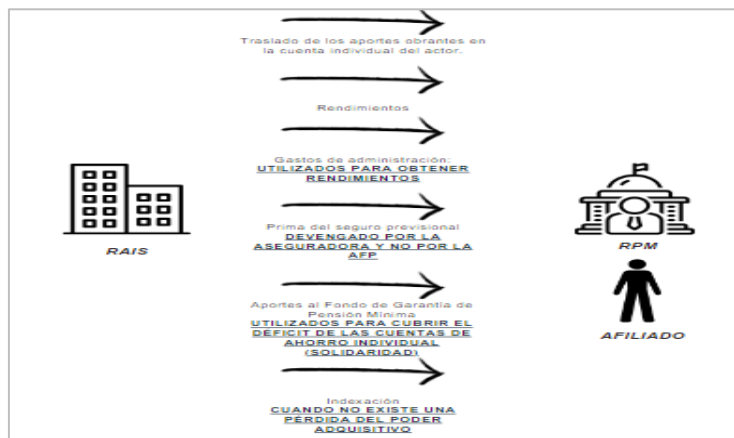 Traslado de los aportes obrantes en
la cuenta individual del actor.
Rendimientos
Gastos de administración:
UTILIZADOS PARA OBTENER
RENDIMIENTOS
Prima del seguro previsional
DEVENGADO POR LA
ASEGURADORA Y NO POR LA
AFP
Aportes al Fondo de Garantía de
Pensión Mínima
UTILIZADOS PARA CUBRIR EL
DÉFICIT DE LAS CUENTAS DE
AHORRO INDIVIDUAL
(SOLIDARIDAD)
Indexación
CUANDO NO EXISTE UNA
PÉRDIDA DEL PODER
ADQUISITIVO
RAIS
RPM
AFILIADO